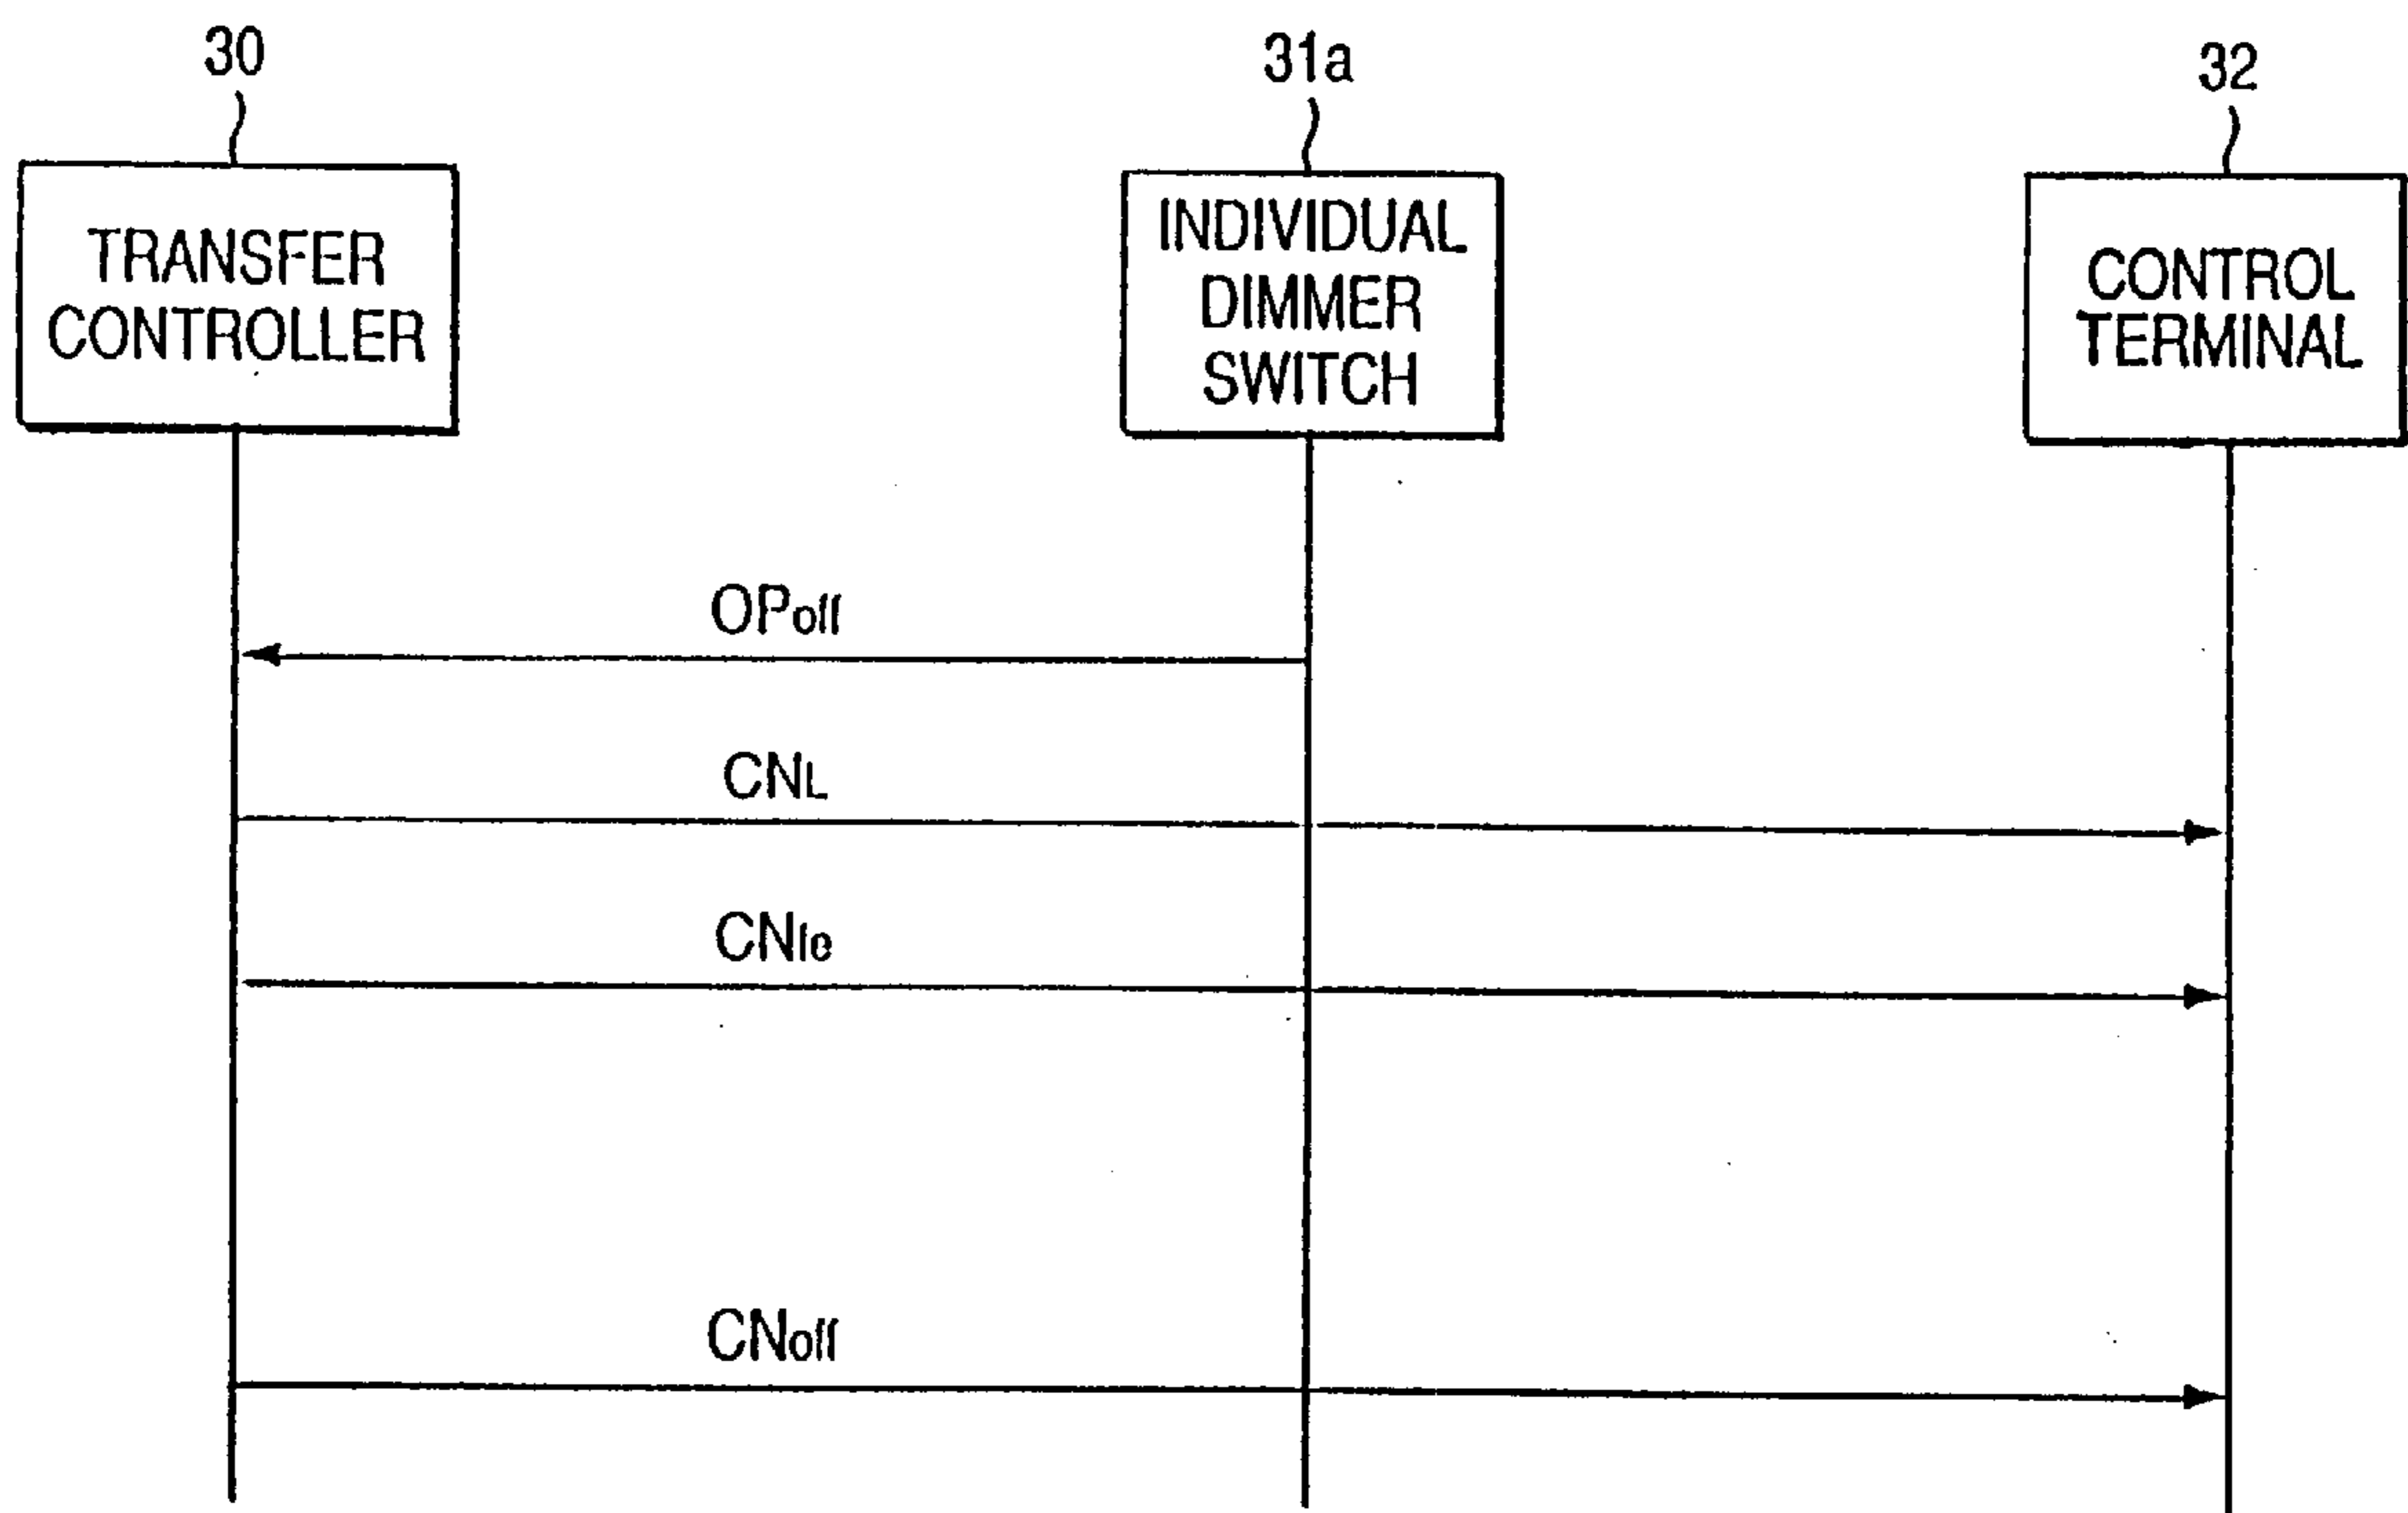 30
31a
32
TRANSFER
CONTROLLER
INDIVIDUAL
DIMMER
SWITCH
CONTROL
TERMINAL
OPoff
CNL
CNfe
CNoff